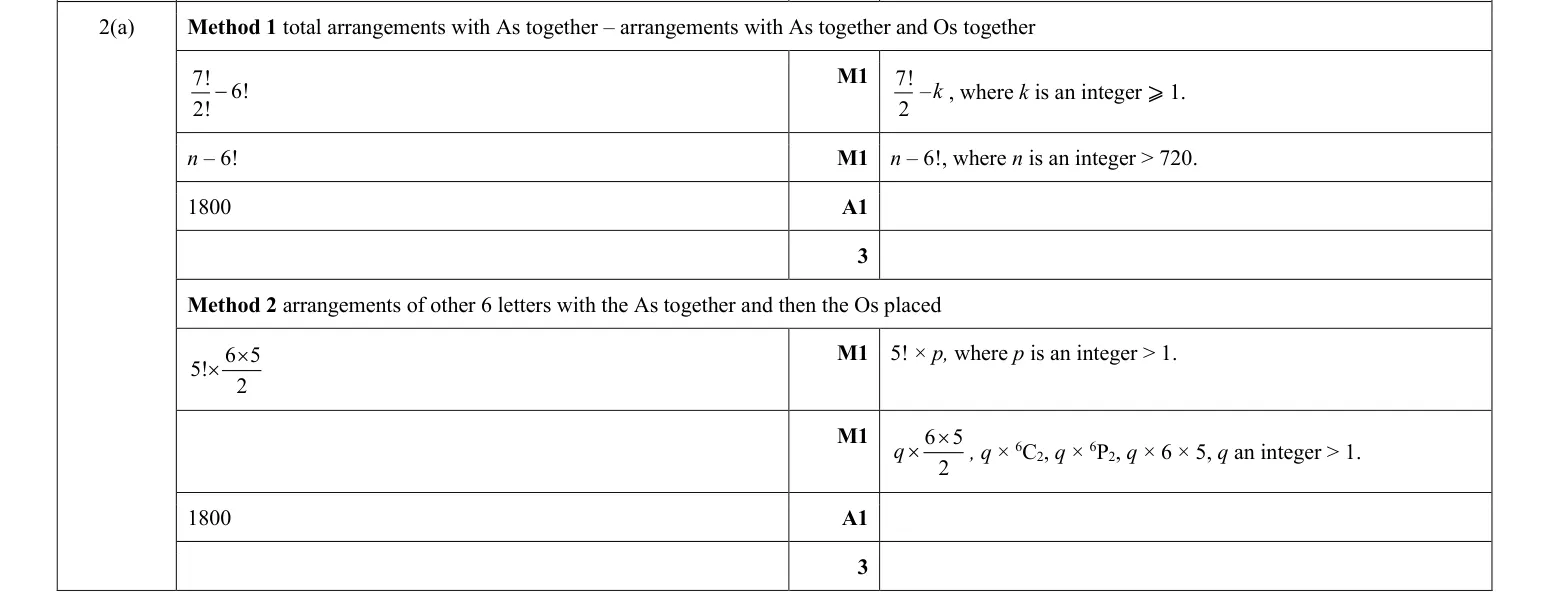 2(a) Method 1 total arrangements with As together – arrangements with As together and Os together
7!/2! – 6! M1 7!/2 –k , where k is an integer ⩾ 1.
n – 6! M1 n – 6!, where n is an integer > 720.
1800 A1
3
Method 2 arrangements of other 6 letters with the As together and then the Os placed
5!× 6×5/2 M1 5! × p, where p is an integer > 1.
M1 q× 6×5/2 , q × ⁶C₂, q × ⁶P₂, q × 6 × 5, q an integer > 1.
1800 A1
3